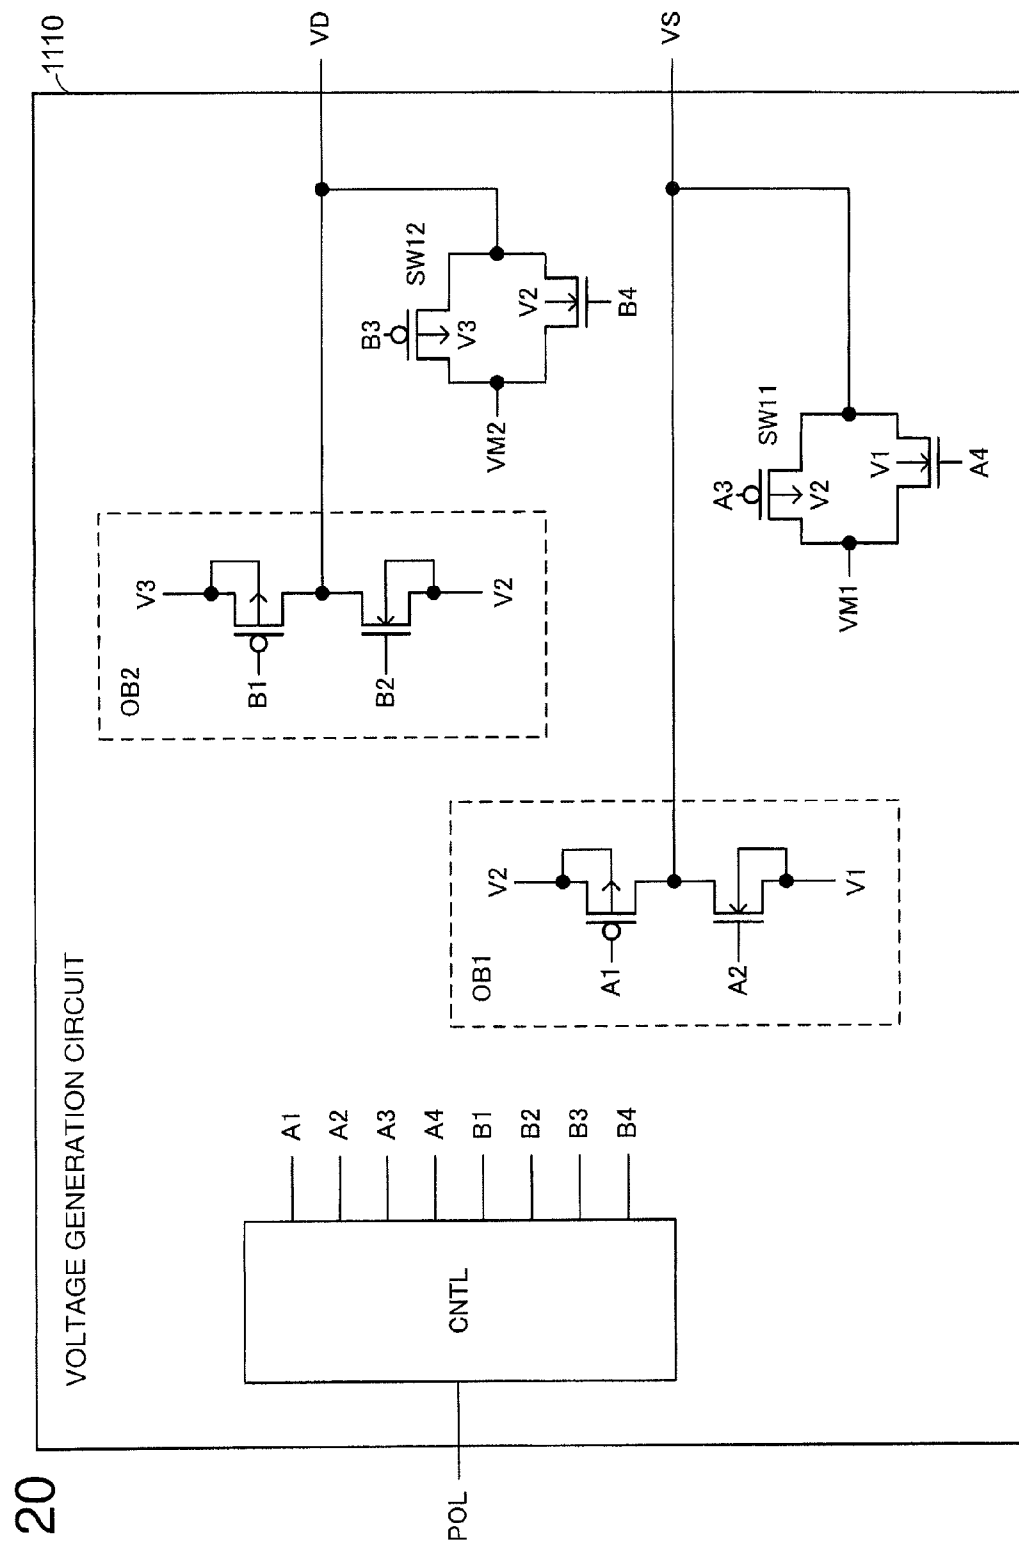 20
1110
VOLTAGE GENERATION CIRCUIT
POL
CNTL
A1
A2
A3
A4
B1
B2
B3
B4
OB2
V3
B1
B2
V2
VD
B3
SW12
V3
VM2
V2
B4
OB1
V2
A1
A2
V1
VS
A3
SW11
V2
VM1
V1
A4